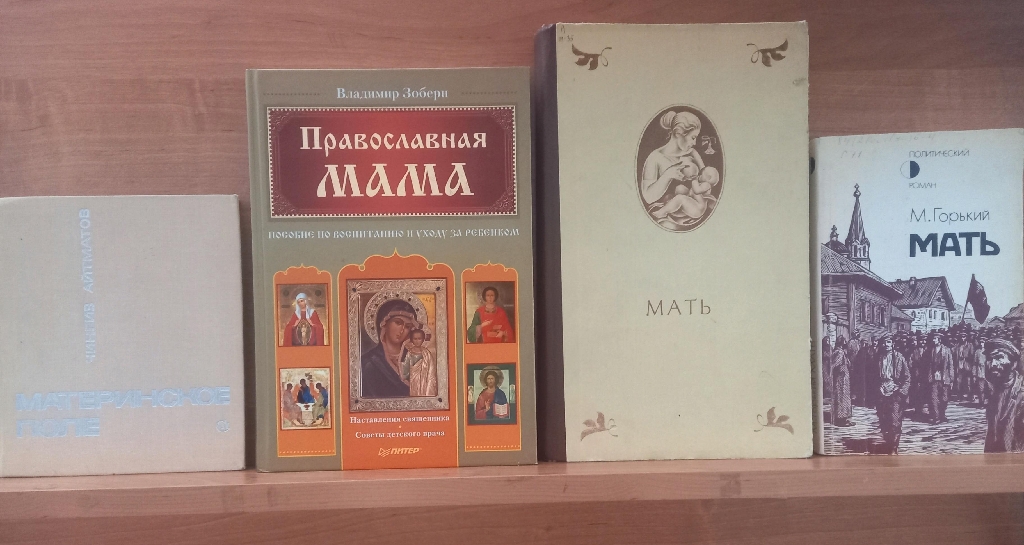 ЧИНГИЗ АЙТМАТОВ
МАТЕРИНСКОЕ
ПОЛЕ
Владимир Зоберн
Православная
МАМА
ПОСОБИЕ ПО ВОСПИТАНИЮ И УХОДУ ЗА РЕБЕНКОМ
Наставления священника
Советы детского врача
ПИТЕР
МАТЬ
ПОЛИТИЧЕСКИЙ
РОМАН
М. Горький
МАТЬ